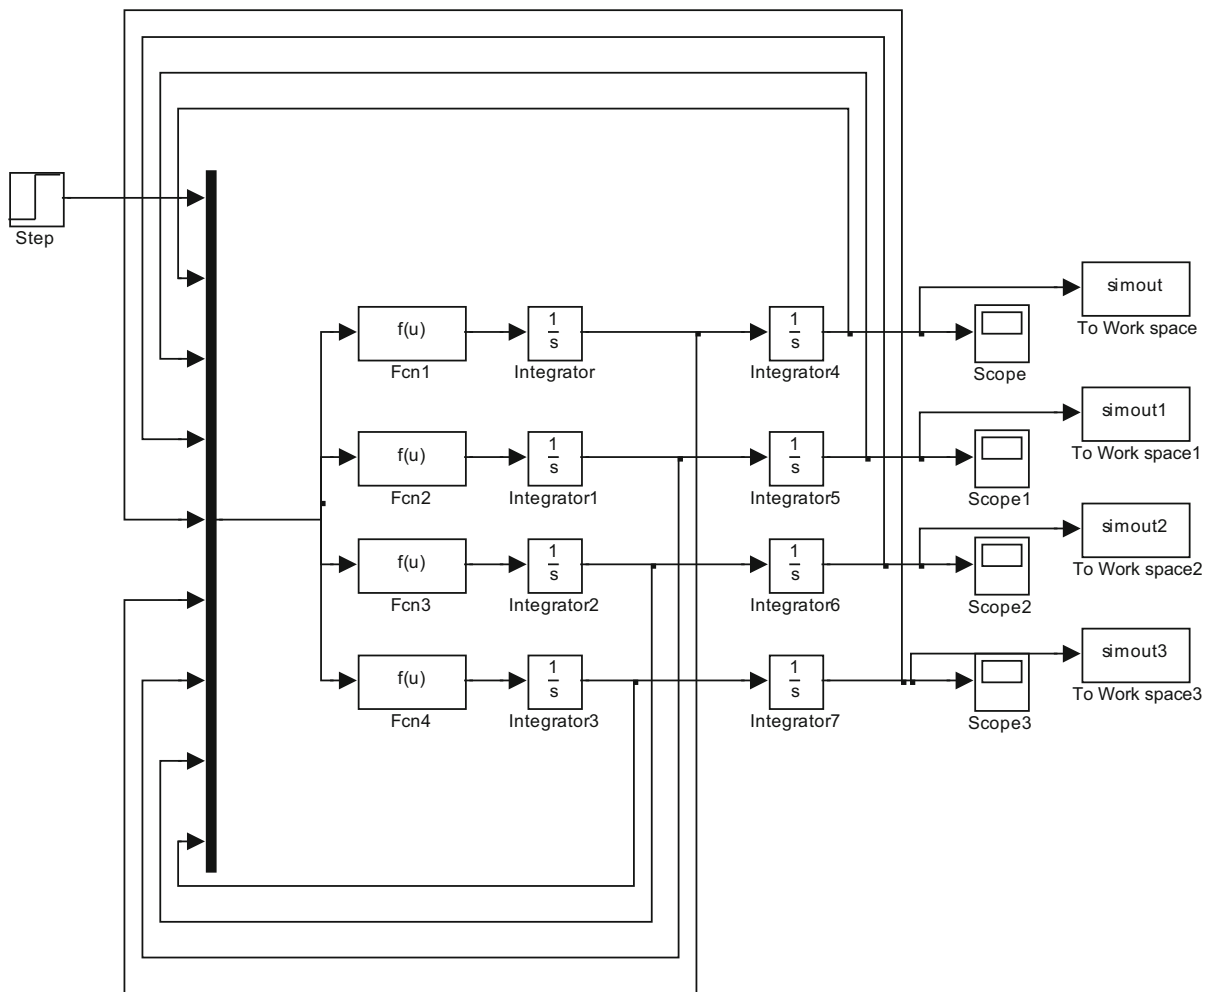 Step
simout
To Work space
f(u)
Fcn1
1
s
Integrator
1
s
Integrator4
Scope
simout1
To Work space1
f(u)
Fcn2
1
s
Integrator1
1
s
Integrator5
Scope1
simout2
To Work space2
f(u)
Fcn3
1
s
Integrator2
1
s
Integrator6
Scope2
simout3
To Work space3
f(u)
Fcn4
1
s
Integrator3
1
s
Integrator7
Scope3